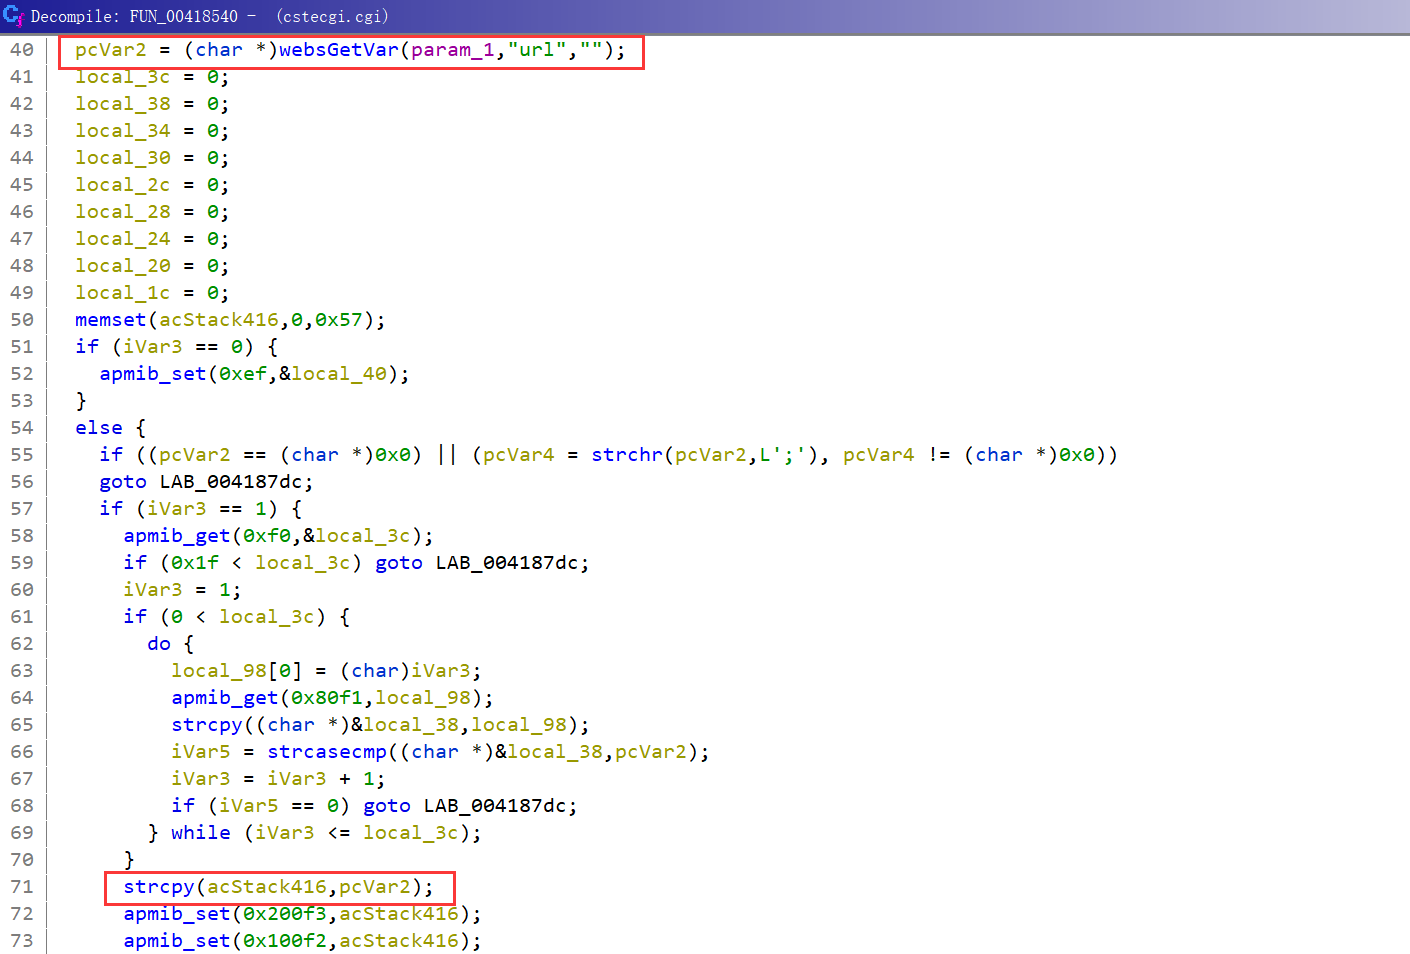 Decompile: FUN_00418540 - (cstecgi.cgi)
40 pcVar2 = (char *)websGetVar(param_1,"url","");
41 local_3c = 0;
42 local_38 = 0;
43 local_34 = 0;
44 local_30 = 0;
45 local_2c = 0;
46 local_28 = 0;
47 local_24 = 0;
48 local_20 = 0;
49 local_1c = 0;
50 memset(acStack416,0,0x57);
51 if (iVar3 == 0) {
52 apmib_set(0xef,&local_40);
53 }
54 else {
55 if ((pcVar2 == (char *)0x0) || (pcVar4 = strchr(pcVar2,L';'), pcVar4 != (char *)0x0))
56 goto LAB_004187dc;
57 if (iVar3 == 1) {
58 apmib_get(0xf0,&local_3c);
59 if (0x1f < local_3c) goto LAB_004187dc;
60 iVar3 = 1;
61 if (0 < local_3c) {
62 do {
63 local_98[0] = (char)iVar3;
64 apmib_get(0x80f1,local_98);
65 strcpy((char *)&local_38,local_98);
66 iVar5 = strcasecmp((char *)&local_38,pcVar2);
67 iVar3 = iVar3 + 1;
68 if (iVar5 == 0) goto LAB_004187dc;
69 } while (iVar3 <= local_3c);
70 }
71 strcpy(acStack416,pcVar2);
72 apmib_set(0x200f3,acStack416);
73 apmib_set(0x100f2,acStack416);